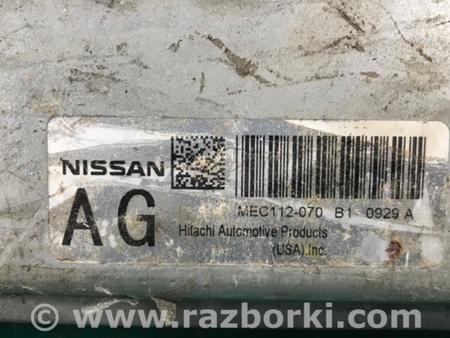 NISSAN
AG
MEC112-070 B1 0929 A
Hitachi Automotive Products
(USA).Inc.
www.razborki.com